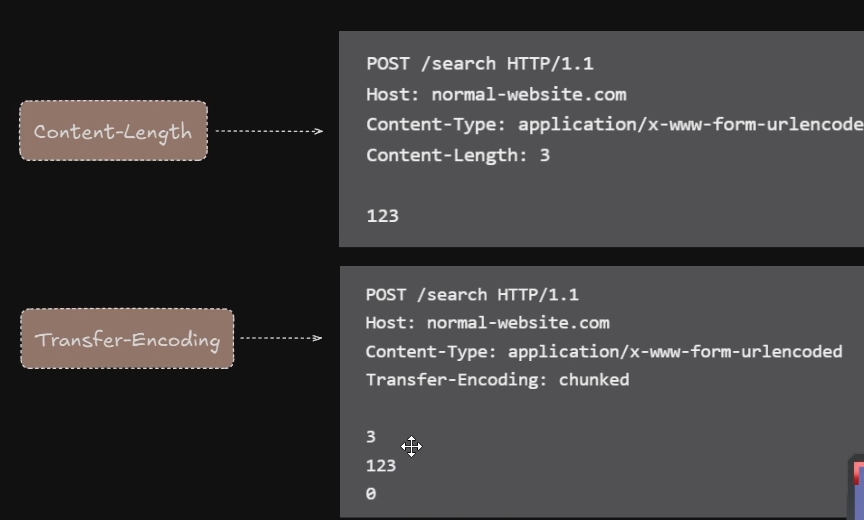 Content-Length
POST /search HTTP/1.1
Host: normal-website.com
Content-Type: application/x-www-form-urlencode
Content-Length: 3
123
Transfer-Encoding
POST /search HTTP/1.1
Host: normal-website.com
Content-Type: application/x-www-form-urlencoded
Transfer-Encoding: chunked
3
123
0